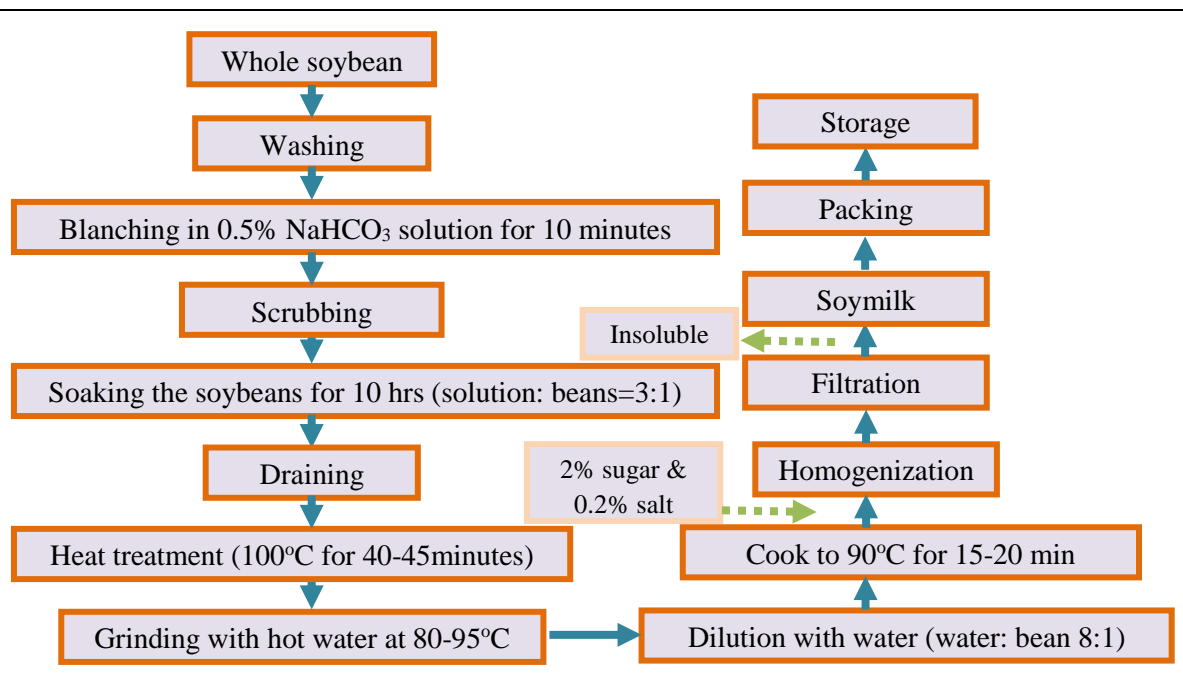 Whole soybean
Washing
Blanching in 0.5% NaHCO₃ solution for 10 minutes
Scrubbing
Soaking the soybeans for 10 hrs (solution: beans=3:1)
Draining
Heat treatment (100°C for 40-45minutes)
Grinding with hot water at 80-95°C
Dilution with water (water: bean 8:1)
Cook to 90°C for 15-20 min
2% sugar &
0.2% salt
Homogenization
Filtration
Insoluble
Soymilk
Packing
Storage